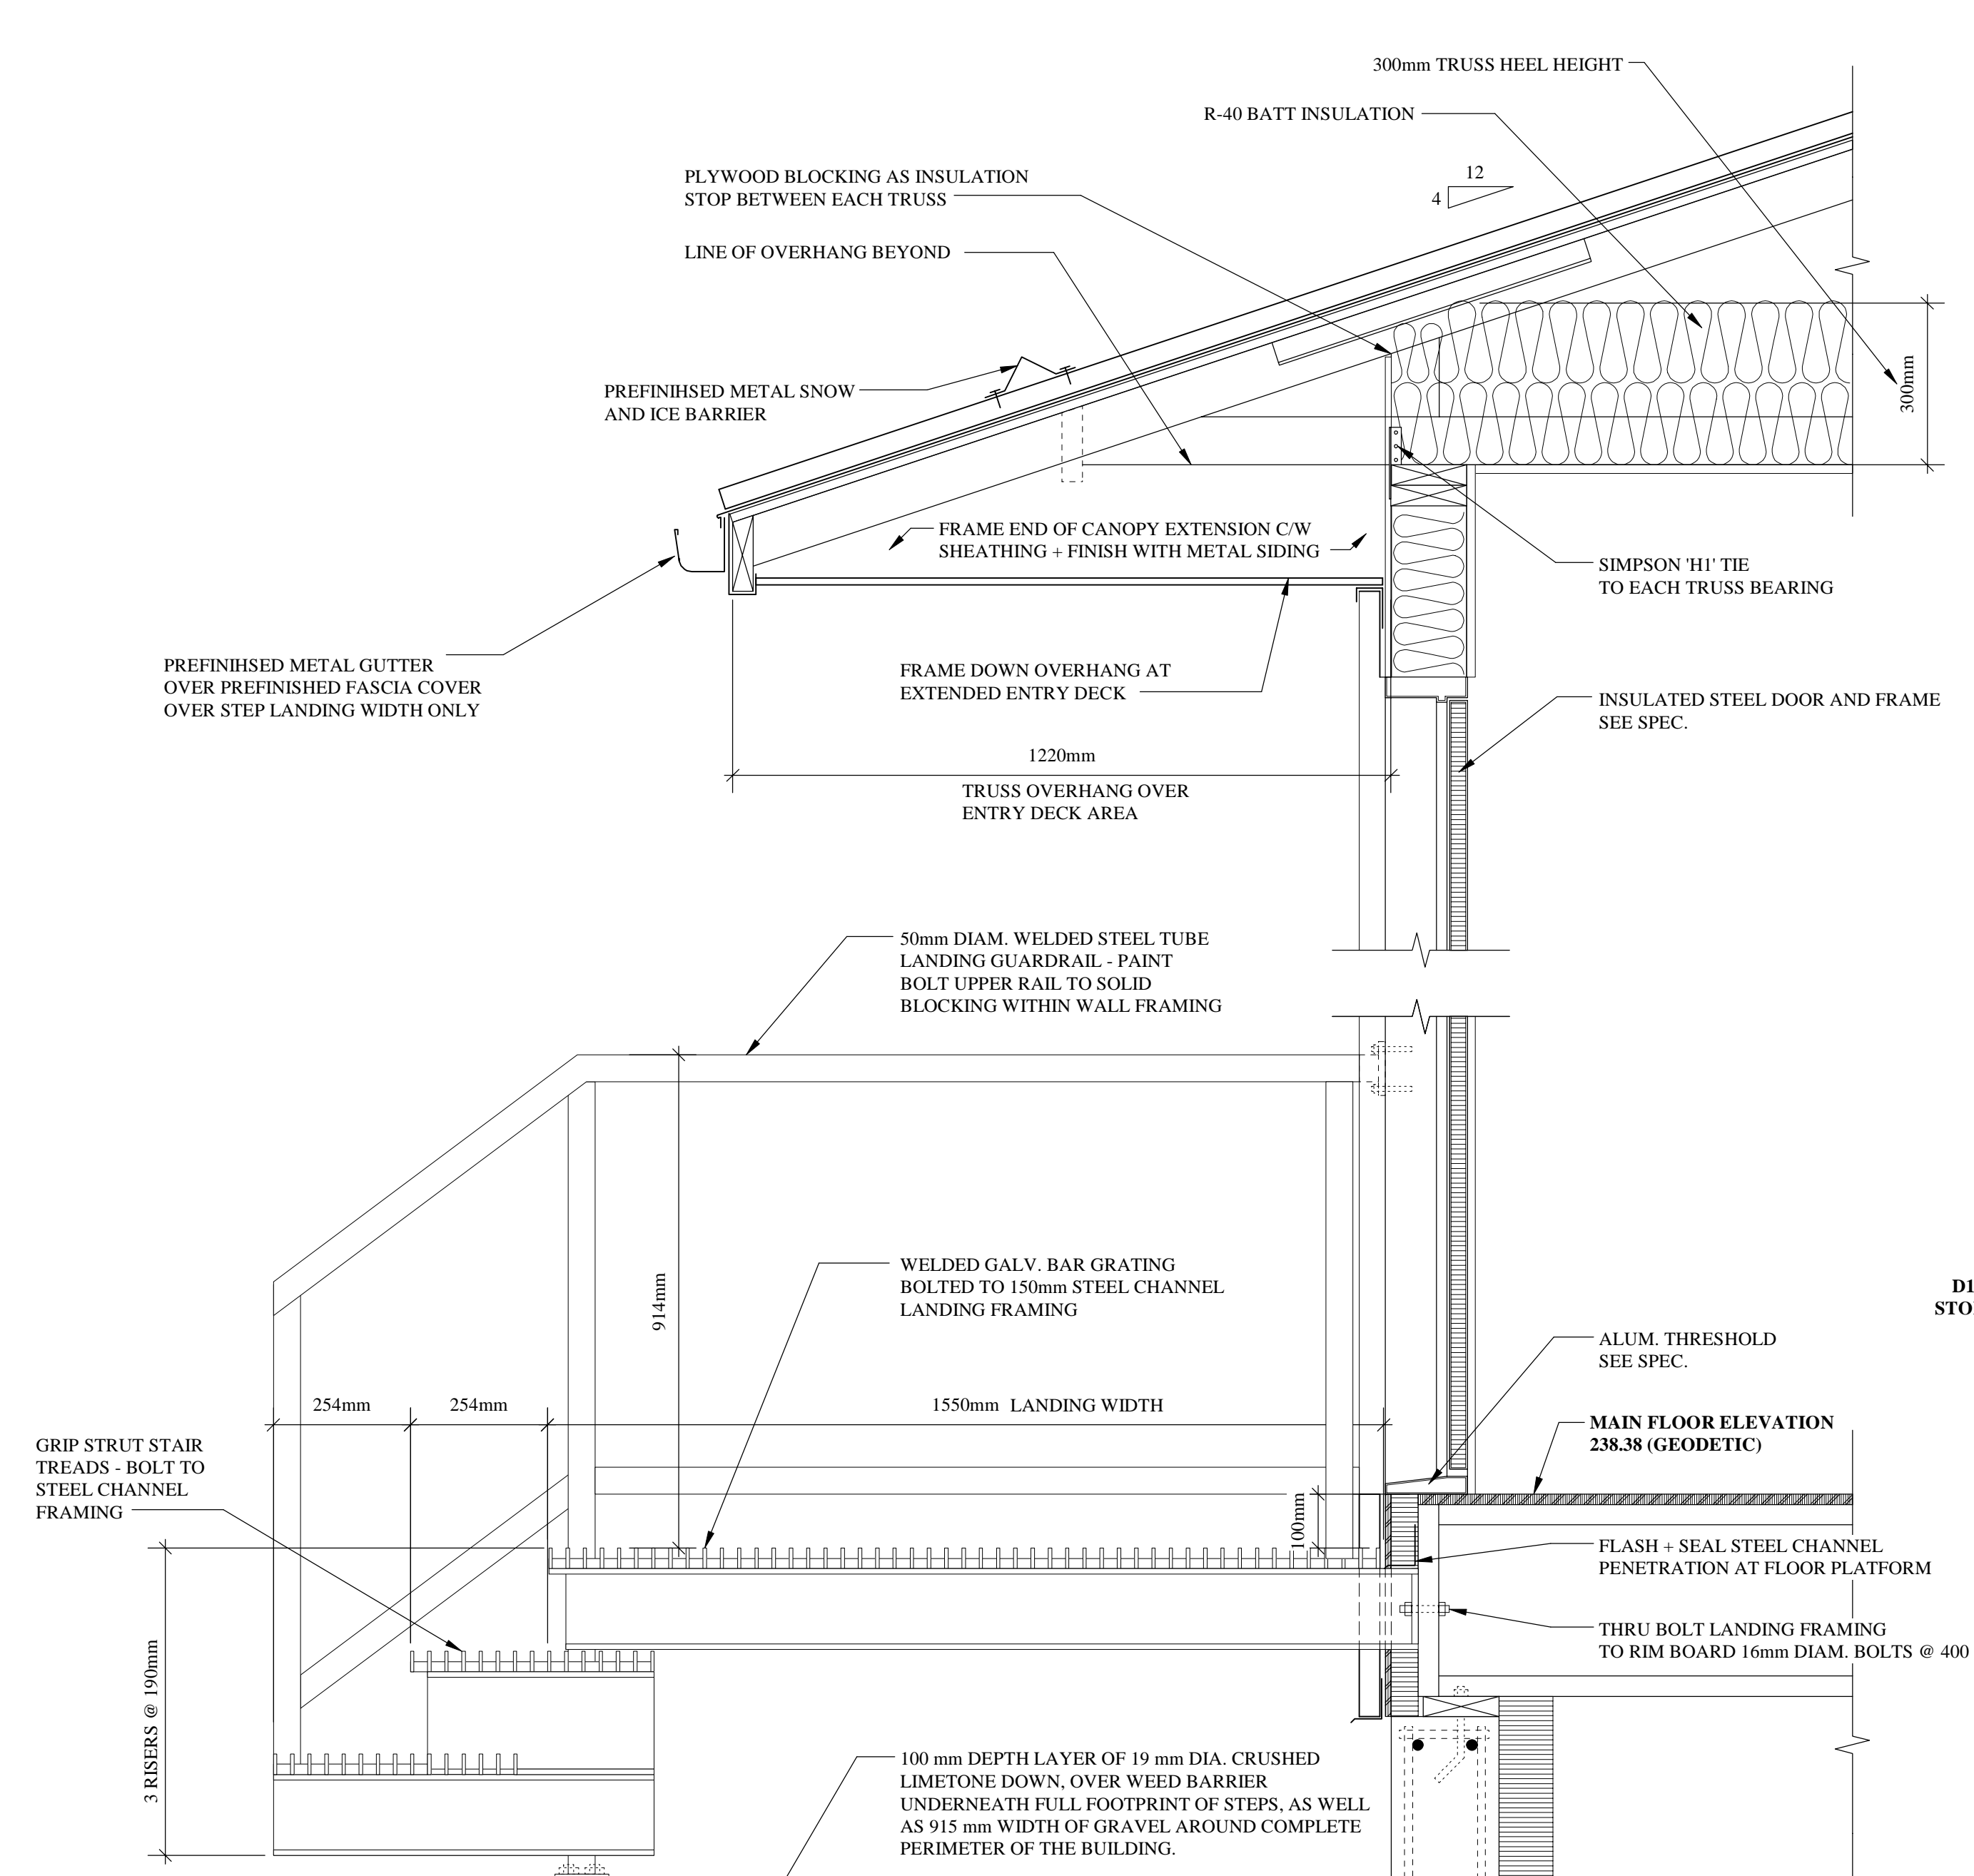 300mm TRUSS HEEL HEIGHT
R-40 BATT INSULATION
12
4
PLYWOOD BLOCKING AS INSULATION
STOP BETWEEN EACH TRUSS
LINE OF OVERHANG BEYOND
300mm
PREFINIHSED METAL SNOW
AND ICE BARRIER
FRAME END OF CANOPY EXTENSION C/W
SHEATHING + FINISH WITH METAL SIDING
SIMPSON 'H1' TIE
TO EACH TRUSS BEARING
PREFINIHSED METAL GUTTER
OVER PREFINISHED FASCIA COVER
OVER STEP LANDING WIDTH ONLY
FRAME DOWN OVERHANG AT
EXTENDED ENTRY DECK
INSULATED STEEL DOOR AND FRAME
SEE SPEC.
1220mm
TRUSS OVERHANG OVER
ENTRY DECK AREA
50mm DIAM. WELDED STEEL TUBE
LANDING GUARDRAIL - PAINT
BOLT UPPER RAIL TO SOLID
BLOCKING WITHIN WALL FRAMING
914mm
WELDED GALV. BAR GRATING
BOLTED TO 150mm STEEL CHANNEL
LANDING FRAMING
D1
STO
ALUM. THRESHOLD
SEE SPEC.
254mm
254mm
1550mm LANDING WIDTH
MAIN FLOOR ELEVATION
238.38 (GEODETIC)
GRIP STRUT STAIR
TREADS - BOLT TO
STEEL CHANNEL
FRAMING
100mm
FLASH + SEAL STEEL CHANNEL
PENETRATION AT FLOOR PLATFORM
THRU BOLT LANDING FRAMING
TO RIM BOARD 16mm DIAM. BOLTS @ 400
3 RISERS @ 190mm
100 mm DEPTH LAYER OF 19 mm DIA. CRUSHED
LIMETONE DOWN, OVER WEED BARRIER
UNDERNEATH FULL FOOTPRINT OF STEPS, AS WELL
AS 915 mm WIDTH OF GRAVEL AROUND COMPLETE
PERIMETER OF THE BUILDING.